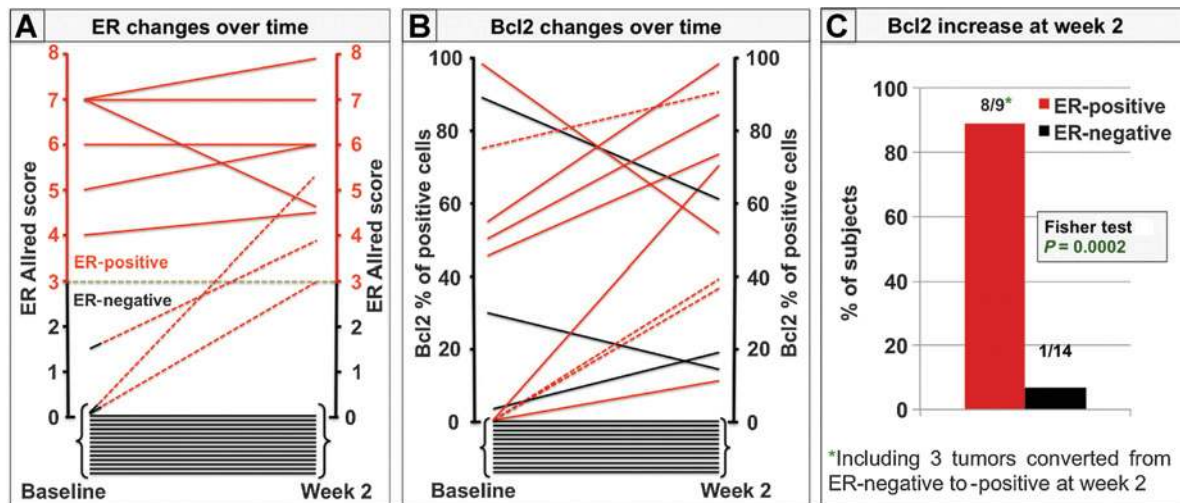 A ER changes over time
8 8
7 7
6 6
5 5
4 4
3 3
2 2
1 1
0 0
ER Allred score
ER Allred score
ER-positive
ER-negative
Baseline Week 2
B Bcl2 changes over time
100 100
80 80
60 60
40 40
20 20
0 0
Bcl2 % of positive cells
Bcl2 % of positive cells
Baseline Week 2
C Bcl2 increase at week 2
100
80
60
40
20
0
% of subjects
8/9*
ER-positive
ER-negative
Fisher test
P = 0.0002
1/14
*Including 3 tumors converted from
ER-negative to -positive at week 2